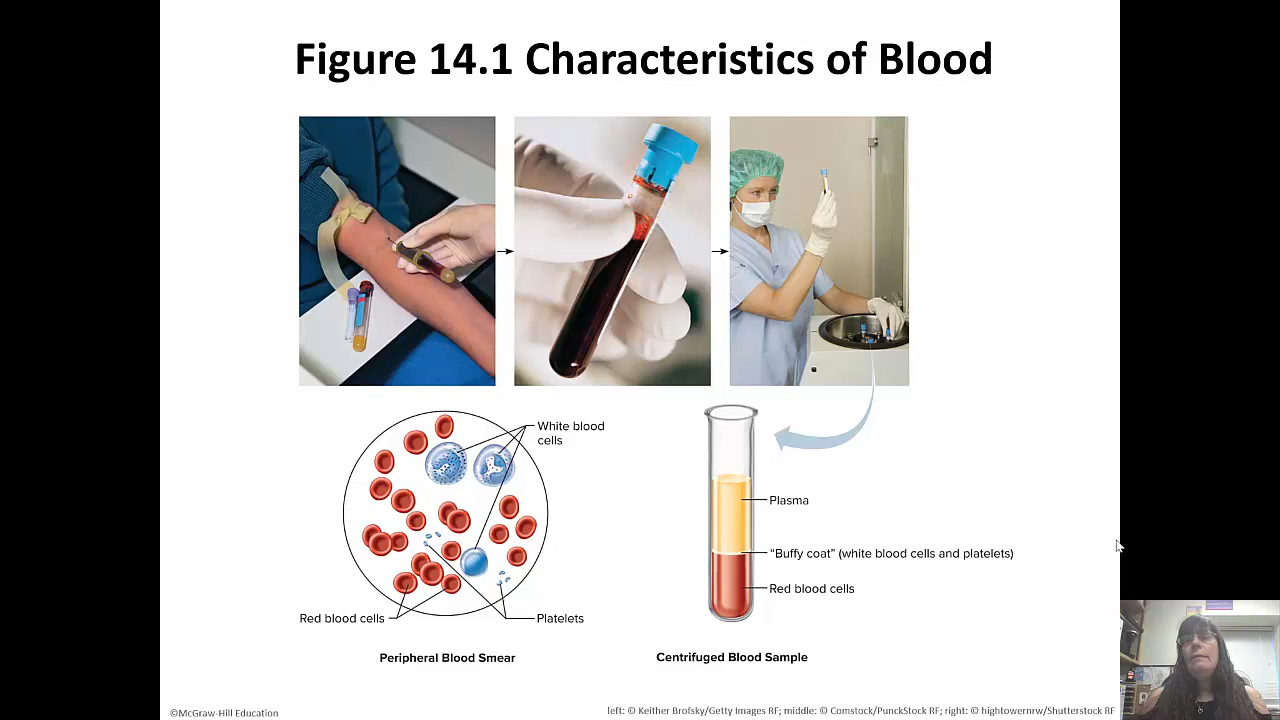 Figure 14.1 Characteristics of Blood
White blood
cells
Plasma
"Buffy coat" (white blood cells and platelets)
Red blood cells
Red blood cells
Platelets
Peripheral Blood Smear
Centrifuged Blood Sample
©McGraw-Hill Education
left: © Keither Brofsky/Getty Images RF; middle: © Comstock/PunckStock RF; right: © hightowernrw/Shutterstock RF